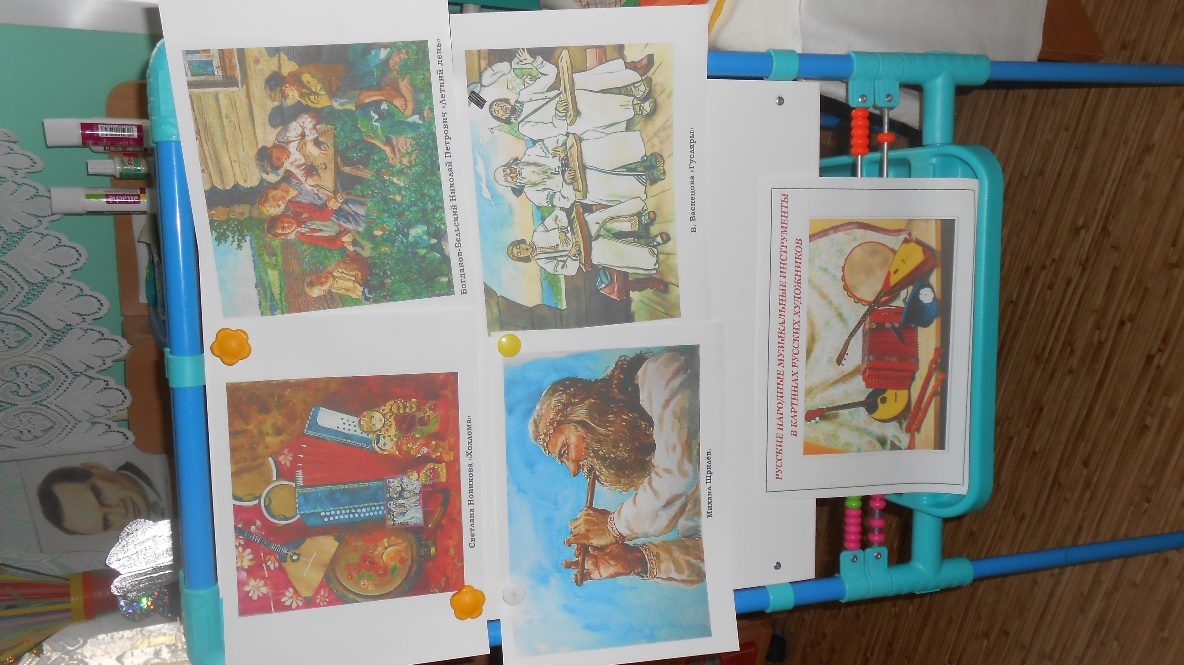 РУССКИЕ НАРОДНЫЕ МУЗЫКАЛЬНЫЕ ИНСТРУМЕНТЫ
В КАРТИНАХ РУССКИХ ХУДОЖНИКОВ
В. Васнецова «Гусляры»
Михаил Щрилёв.
Богданов-Бельский Николай Петрович «Летний день»
Светлана Новикова «Хохлома»